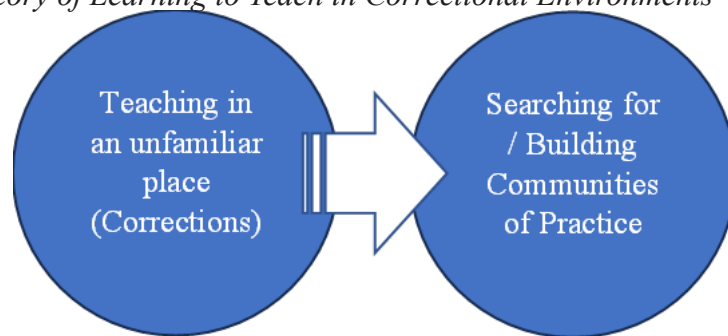 eory of Learning to Teach in Correctional Environments
Teaching in
an unfamiliar
place
(Corrections)
Searching for
/ Building
Communities
of Practice